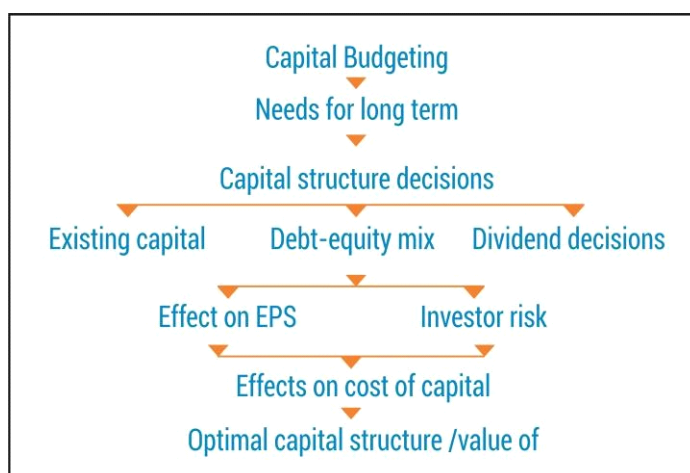 Capital Budgeting
Needs for long term
Capital structure decisions
Existing capital
Debt-equity mix
Dividend decisions
Effect on EPS
Investor risk
Effects on cost of capital
Optimal capital structure /value of